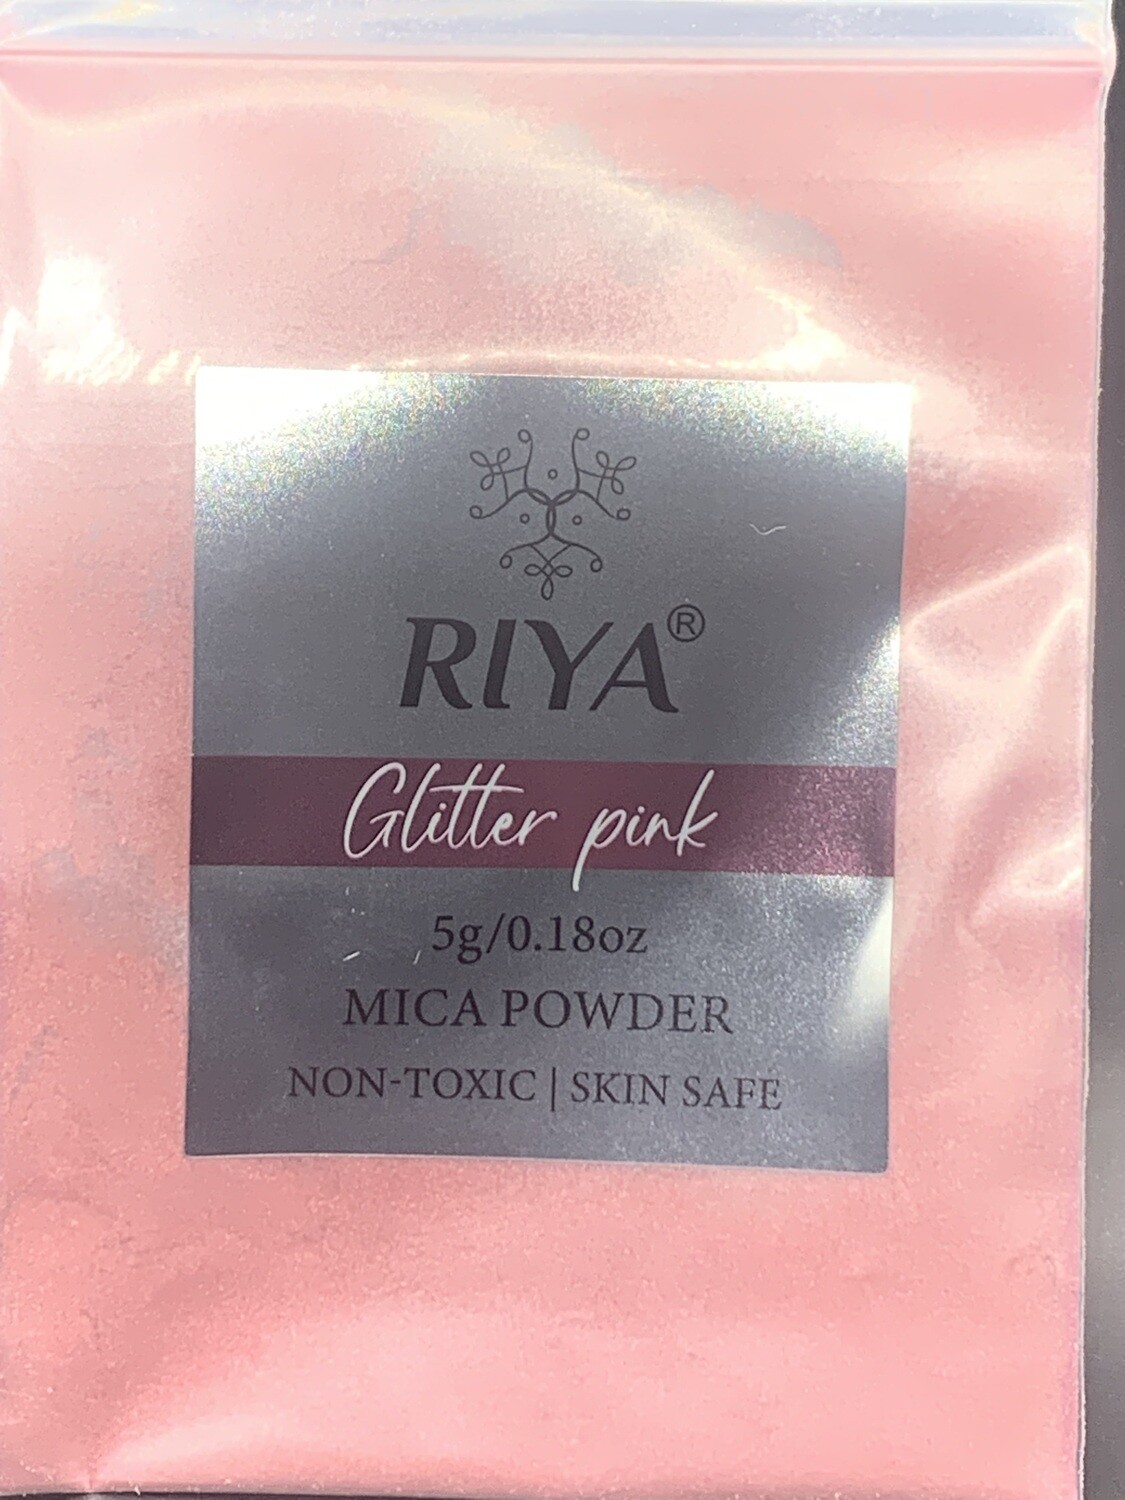 RIYA®
Glitter pink
5g/0.18oz
MICA POWDER
NON-TOXIC | SKIN SAFE